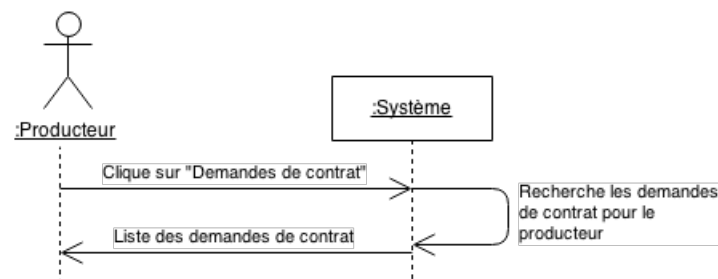 :Système
:Producteur
Clique sur "Demandes de contrat"
Recherche les demandes
de contrat pour le
producteur
Liste des demandes de contrat